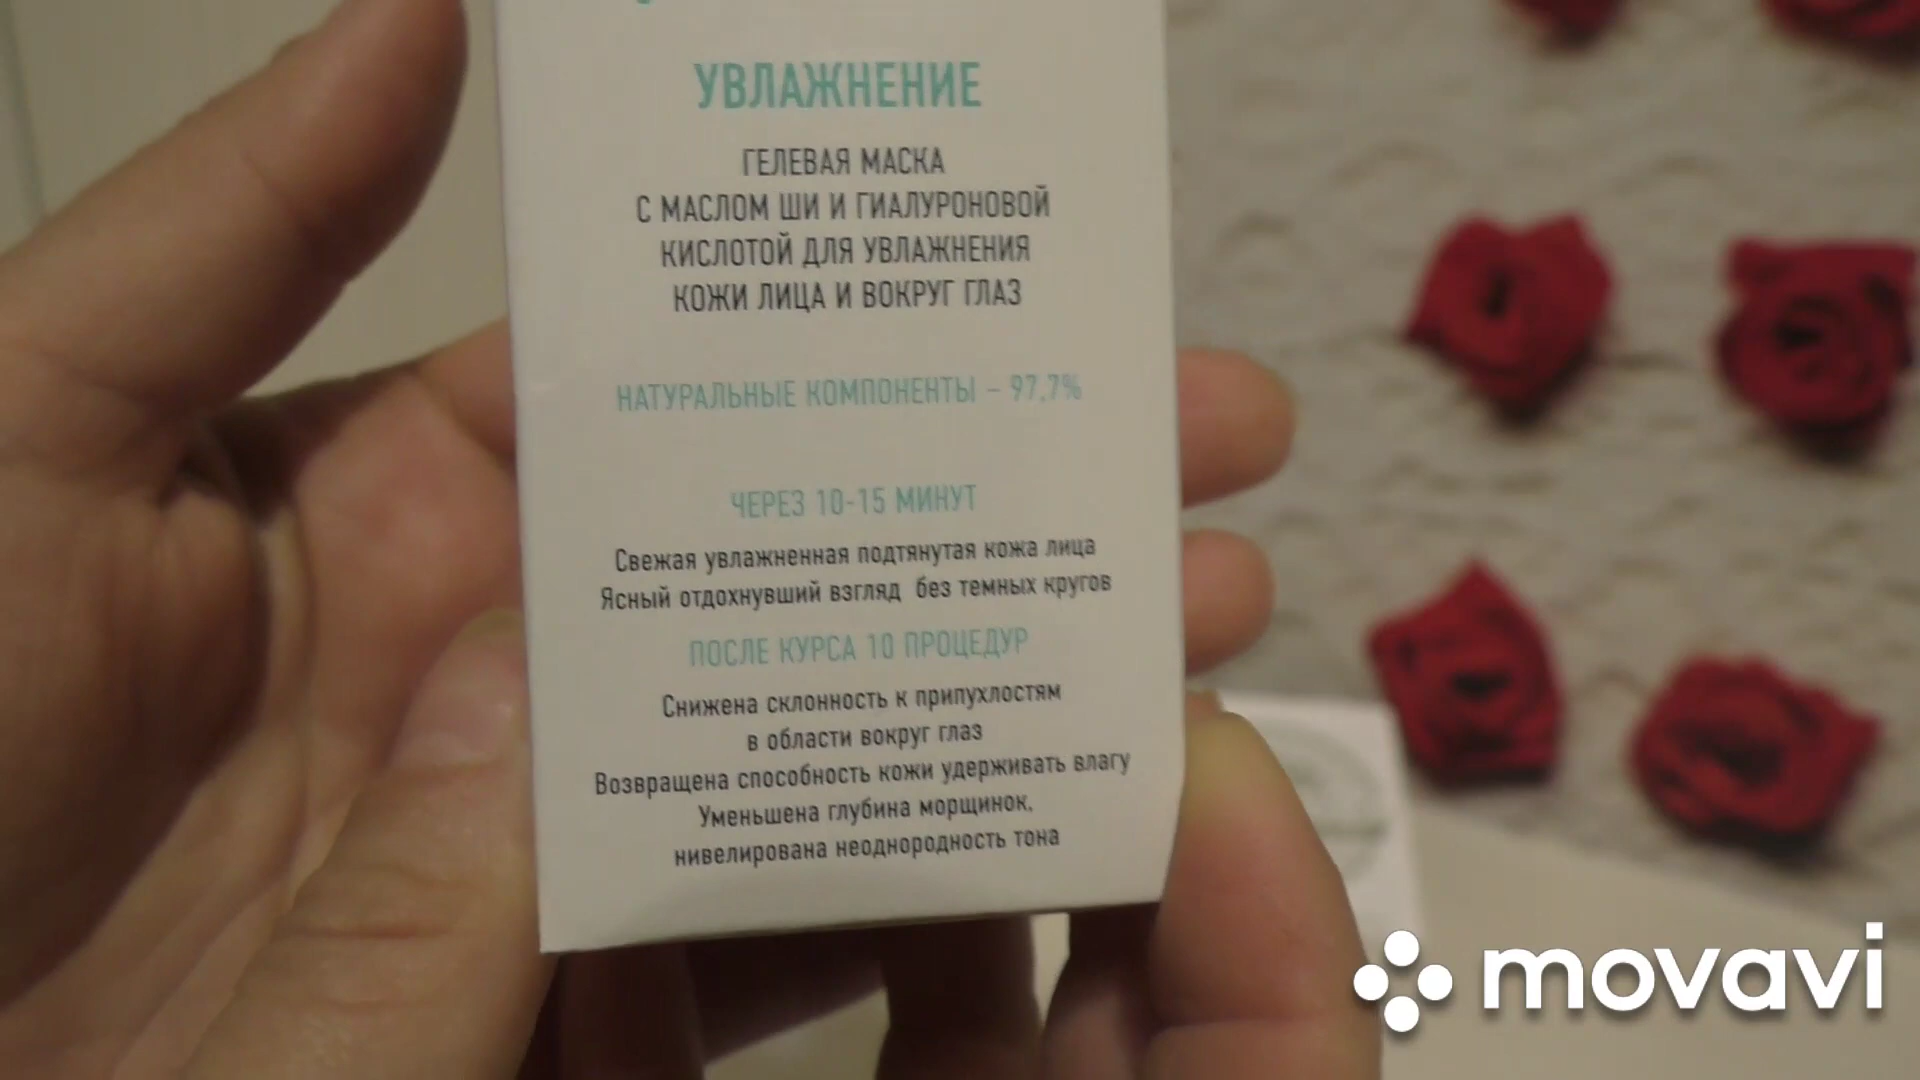 УВЛАЖНЕНИЕ
ГЕЛЕВАЯ МАСКА
С МАСЛОМ ШИ И ГИАЛУРОНОВОЙ
КИСЛОТОЙ ДЛЯ УВЛАЖНЕНИЯ
КОЖИ ЛИЦА И ВОКРУГ ГЛАЗ
НАТУРАЛЬНЫЕ КОМПОНЕНТЫ – 97,7%
ЧЕРЕЗ 10-15 МИНУТ
Свежая увлажненная подтянутая кожа лица
Ясный отдохнувший взгляд без темных кругов
ПОСЛЕ КУРСА 10 ПРОЦЕДУР
Снижена склонность к припухлостям
в области вокруг глаз
Возвращена способность кожи удерживать влагу
Уменьшена глубина морщинок,
нивелирована неоднородность тона
movavi